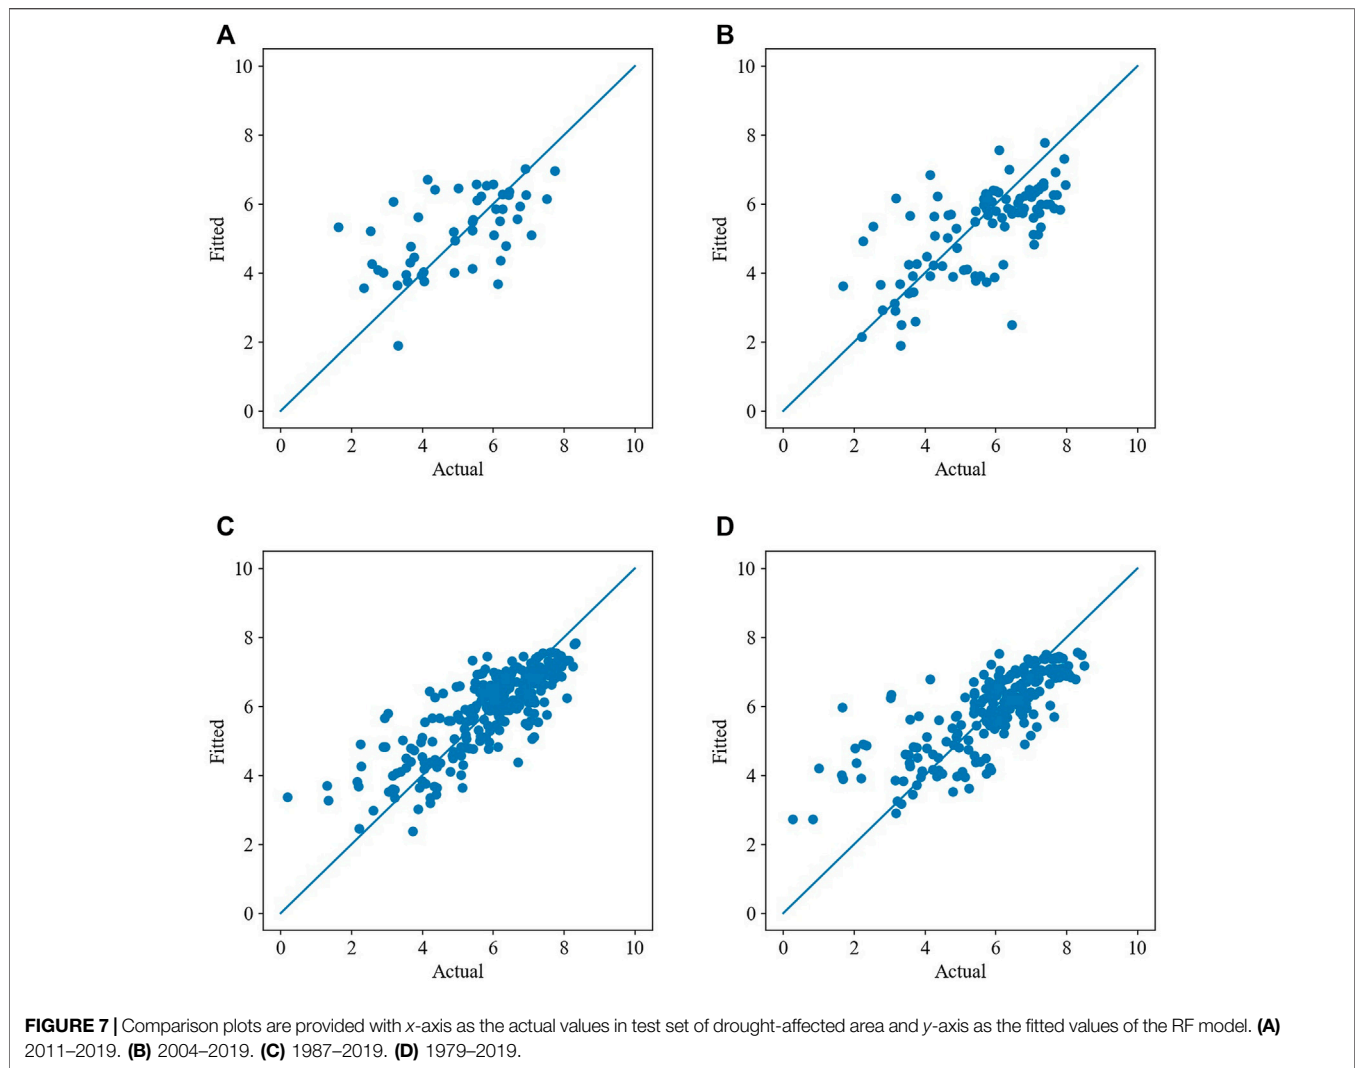 A
10
8
6
4
2
0
Fitted
0 2 4 6 8 10
Actual
B
10
8
6
4
2
0
Fitted
0 2 4 6 8 10
Actual
C
10
8
6
4
2
0
Fitted
0 2 4 6 8 10
Actual
D
10
8
6
4
2
0
Fitted
0 2 4 6 8 10
Actual
FIGURE 7 | Comparison plots are provided with x-axis as the actual values in test set of drought-affected area and y-axis as the fitted values of the RF model. (A)
2011–2019. (B) 2004–2019. (C) 1987–2019. (D) 1979–2019.